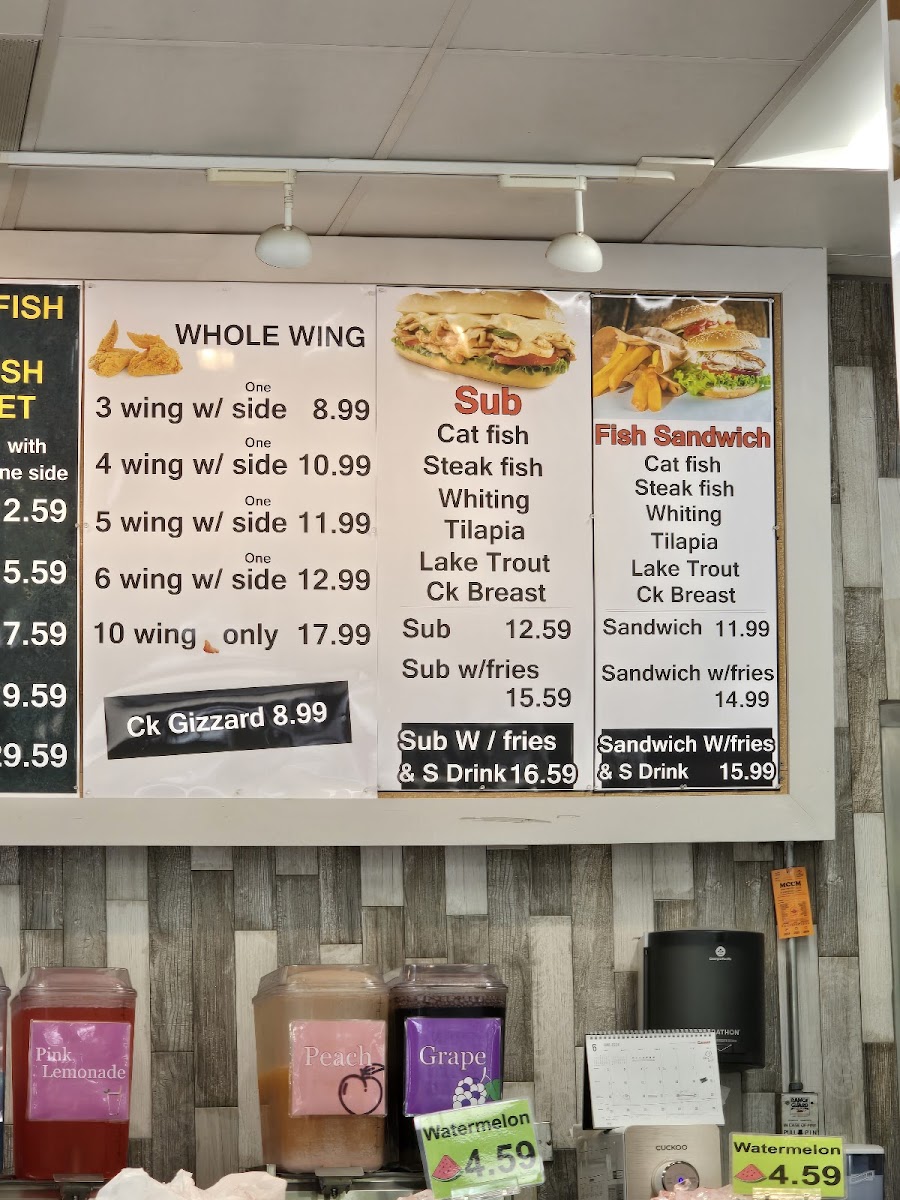 FISH
SH
ET
with
ne side
2.59
5.59
7.59
9.59
29.59
WHOLE WING
One
3 wing w/ side 8.99
One
4 wing w/ side 10.99
One
5 wing w/ side 11.99
One
6 wing w/ side 12.99
10 wing only 17.99
Ck Gizzard 8.99
Sub
Cat fish
Steak fish
Whiting
Tilapia
Lake Trout
Ck Breast
Sub 12.59
Sub w/fries
15.59
Sub W / fries
& S Drink 16.59
Fish Sandwich
Cat fish
Steak fish
Whiting
Tilapia
Lake Trout
Ck Breast
Sandwich 11.99
Sandwich w/fries
14.99
Sandwich W/fries
& S Drink 15.99
MCCM
Pink
Lemonade
Peach
Grape
Watermelon
4.59
6
CUCKOO
Watermelon
4.59